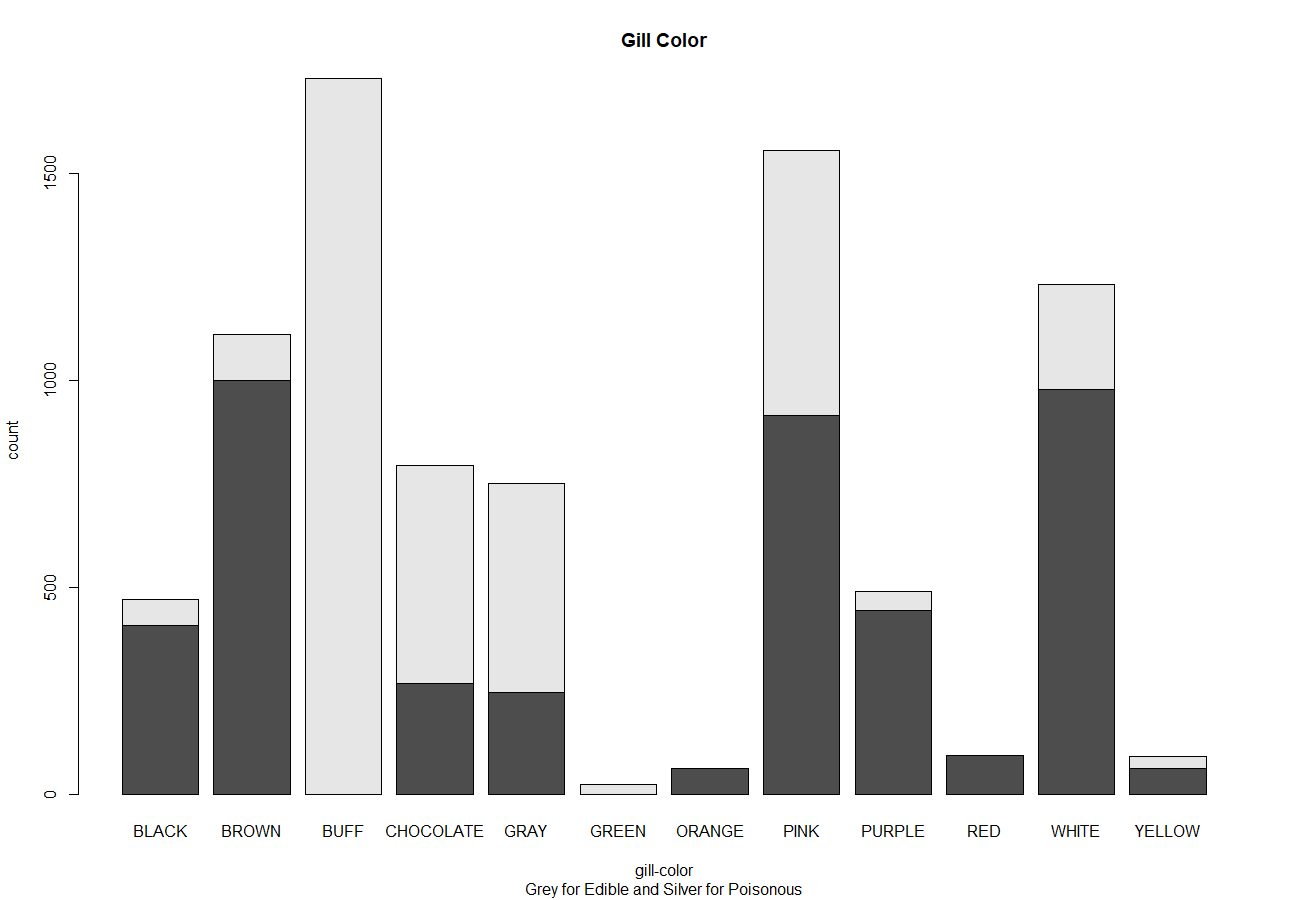 Gill Color
1500
1000
500
0
count
BLACK BROWN BUFF CHOCOLATE GRAY GREEN ORANGE PINK PURPLE RED WHITE YELLOW
gill-color
Grey for Edible and Silver for Poisonous